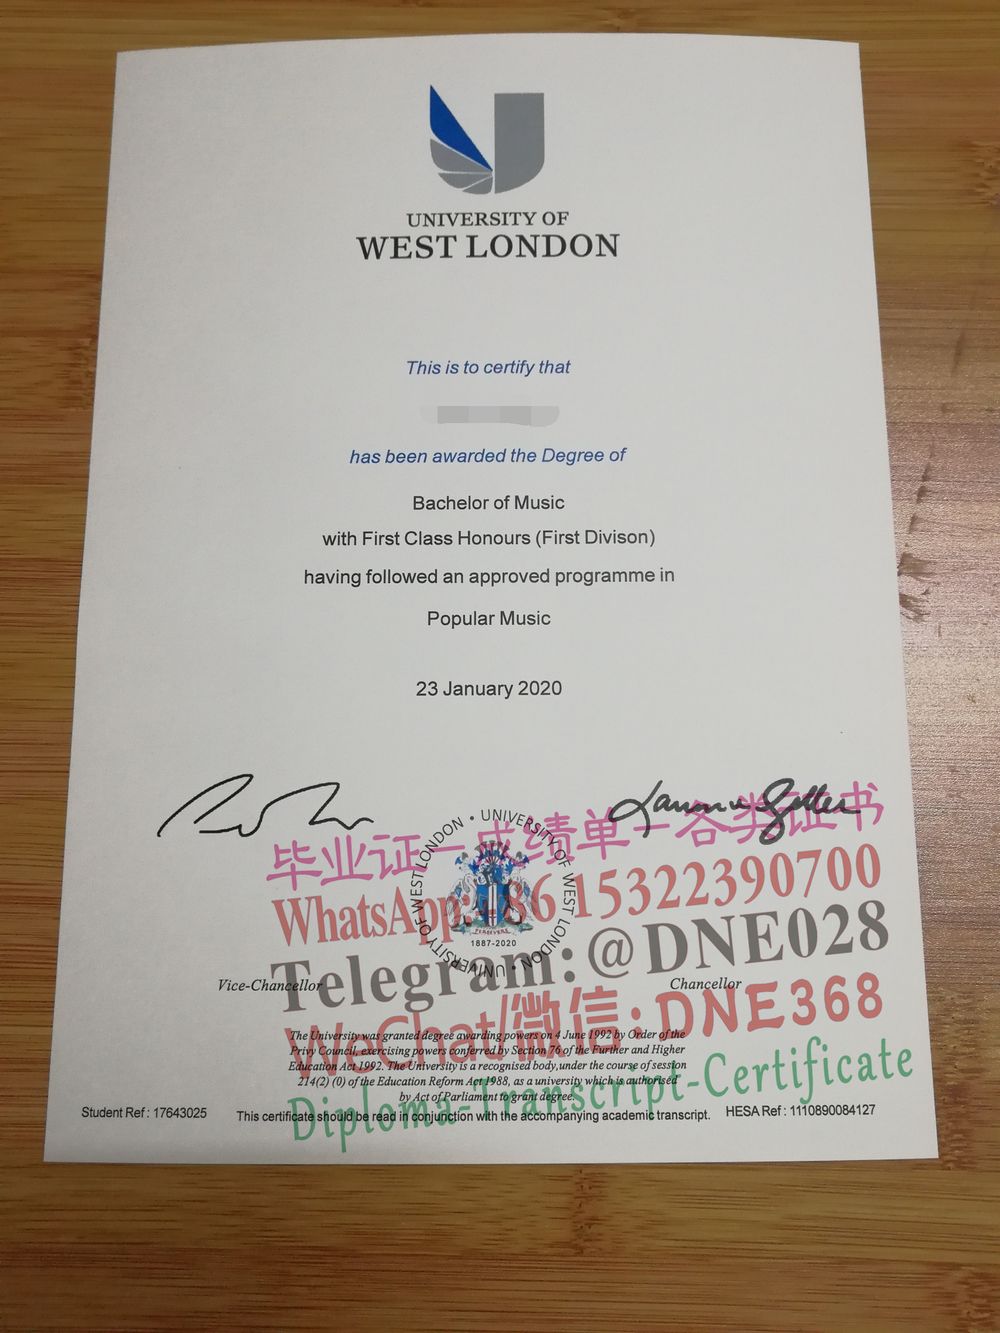 UNIVERSITY OF
WEST LONDON
This is to certify that
has been awarded the Degree of
Bachelor of Music
with First Class Honours (First Divison)
having followed an approved programme in
Popular Music
23 January 2020
毕业证—成绩单—各类证书
UNIVERSITY OF WEST LONDON • UNIVERSITY OF WEST LONDON •
WhatsApp:+86 15322390700
1887-2020
Telegram:@DNE028
Vice-Chancellor
Chancellor
WeChat/微信:DNE368
The University was granted degree awarding powers on 4 June 1992 by Order of the
Privy Council, exercising powers conferred by Section 76 of the Further and Higher
Education Act 1992. The University is a recognised body,under the course of session
214(2) (0) of the Education Reform Act 1988, as a university which is authorised
by Act of Parliament to grant degree.
Diploma-Transcript-Certificate
Student Ref : 17643025
This certificate should be read in conjunction with the accompanying academic transcript.
HESA Ref : 1110890084127